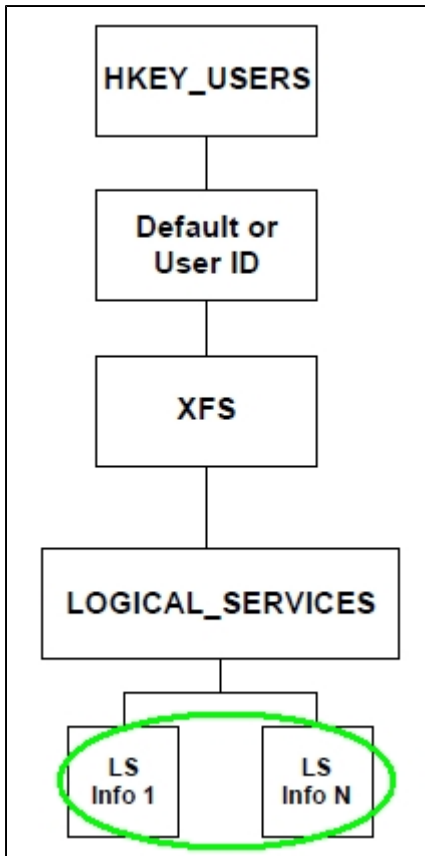 HKEY_USERS
Default or
User ID
XFS
LOGICAL_SERVICES
LS
Info 1
LS
Info N